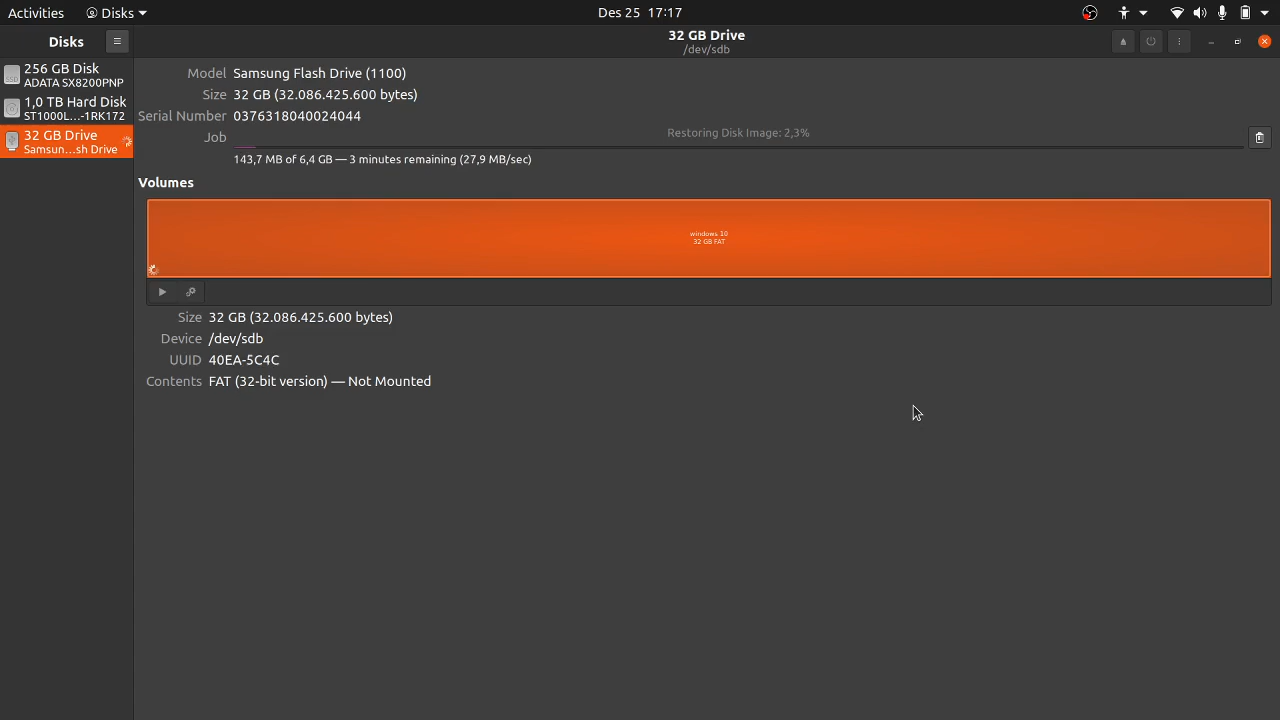 Activities
Disks
Des 25 17:17
Disks
32 GB Drive
/dev/sdb
256 GB Disk
ADATA SX8200PNP
1,0 TB Hard Disk
ST1000L…-1RK172
32 GB Drive
Samsun…sh Drive
Model Samsung Flash Drive (1100)
Size 32 GB (32.086.425.600 bytes)
Serial Number 0376318040024044
Job Restoring Disk Image: 2,3%
143,7 MB of 6,4 GB — 3 minutes remaining (27,9 MB/sec)
Volumes
windows 10
32 GB FAT
Size 32 GB (32.086.425.600 bytes)
Device /dev/sdb
UUID 40EA-5C4C
Contents FAT (32-bit version) — Not Mounted